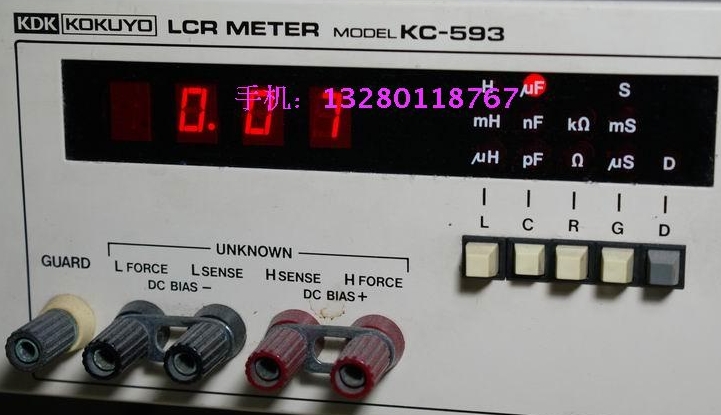 KDK KOKUYO LCR METER MODEL KC-593
手机：13280118767
0.01
H μF S
mH nF kΩ mS
μH pF Ω μS D
L C R G D
UNKNOWN
GUARD L FORCE L SENSE H SENSE H FORCE
DC BIAS – DC BIAS +